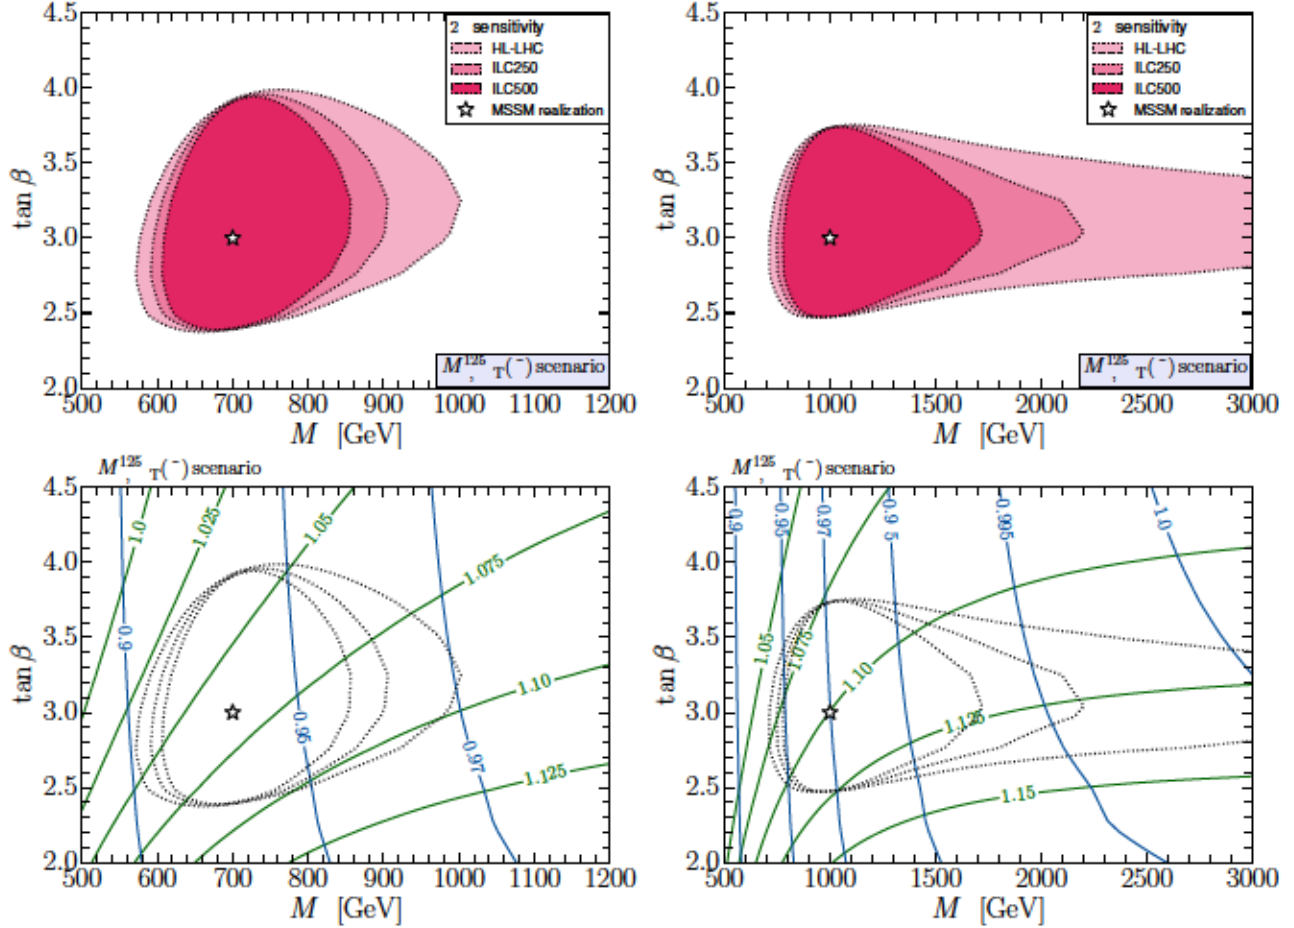 4.5
4.0
3.5
3.0
2.5
2.0
tan β
2 sensitivity
HL-LHC
ILC250
ILC500
MSSM realization
M125, T(−) scenario
500 600 700 800 900 1000 1100 1200
M [GeV]
4.5
4.0
3.5
3.0
2.5
2.0
tan β
2 sensitivity
HL-LHC
ILC250
ILC500
MSSM realization
M125, T(−) scenario
500 1000 1500 2000 2500 3000
M [GeV]
M125, T(−) scenario
4.5
4.0
3.5
3.0
2.5
2.0
tan β
1.0
1.025
1.05
1.075
1.10
1.125
0.9
0.95
0.97
500 600 700 800 900 1000 1100 1200
M [GeV]
M125, T(−) scenario
4.5
4.0
3.5
3.0
2.5
2.0
tan β
0.9
0.95
0.97
0.9 5
0.995
1.0
1.05
1.075
1.10
1.125
1.15
500 1000 1500 2000 2500 3000
M [GeV]